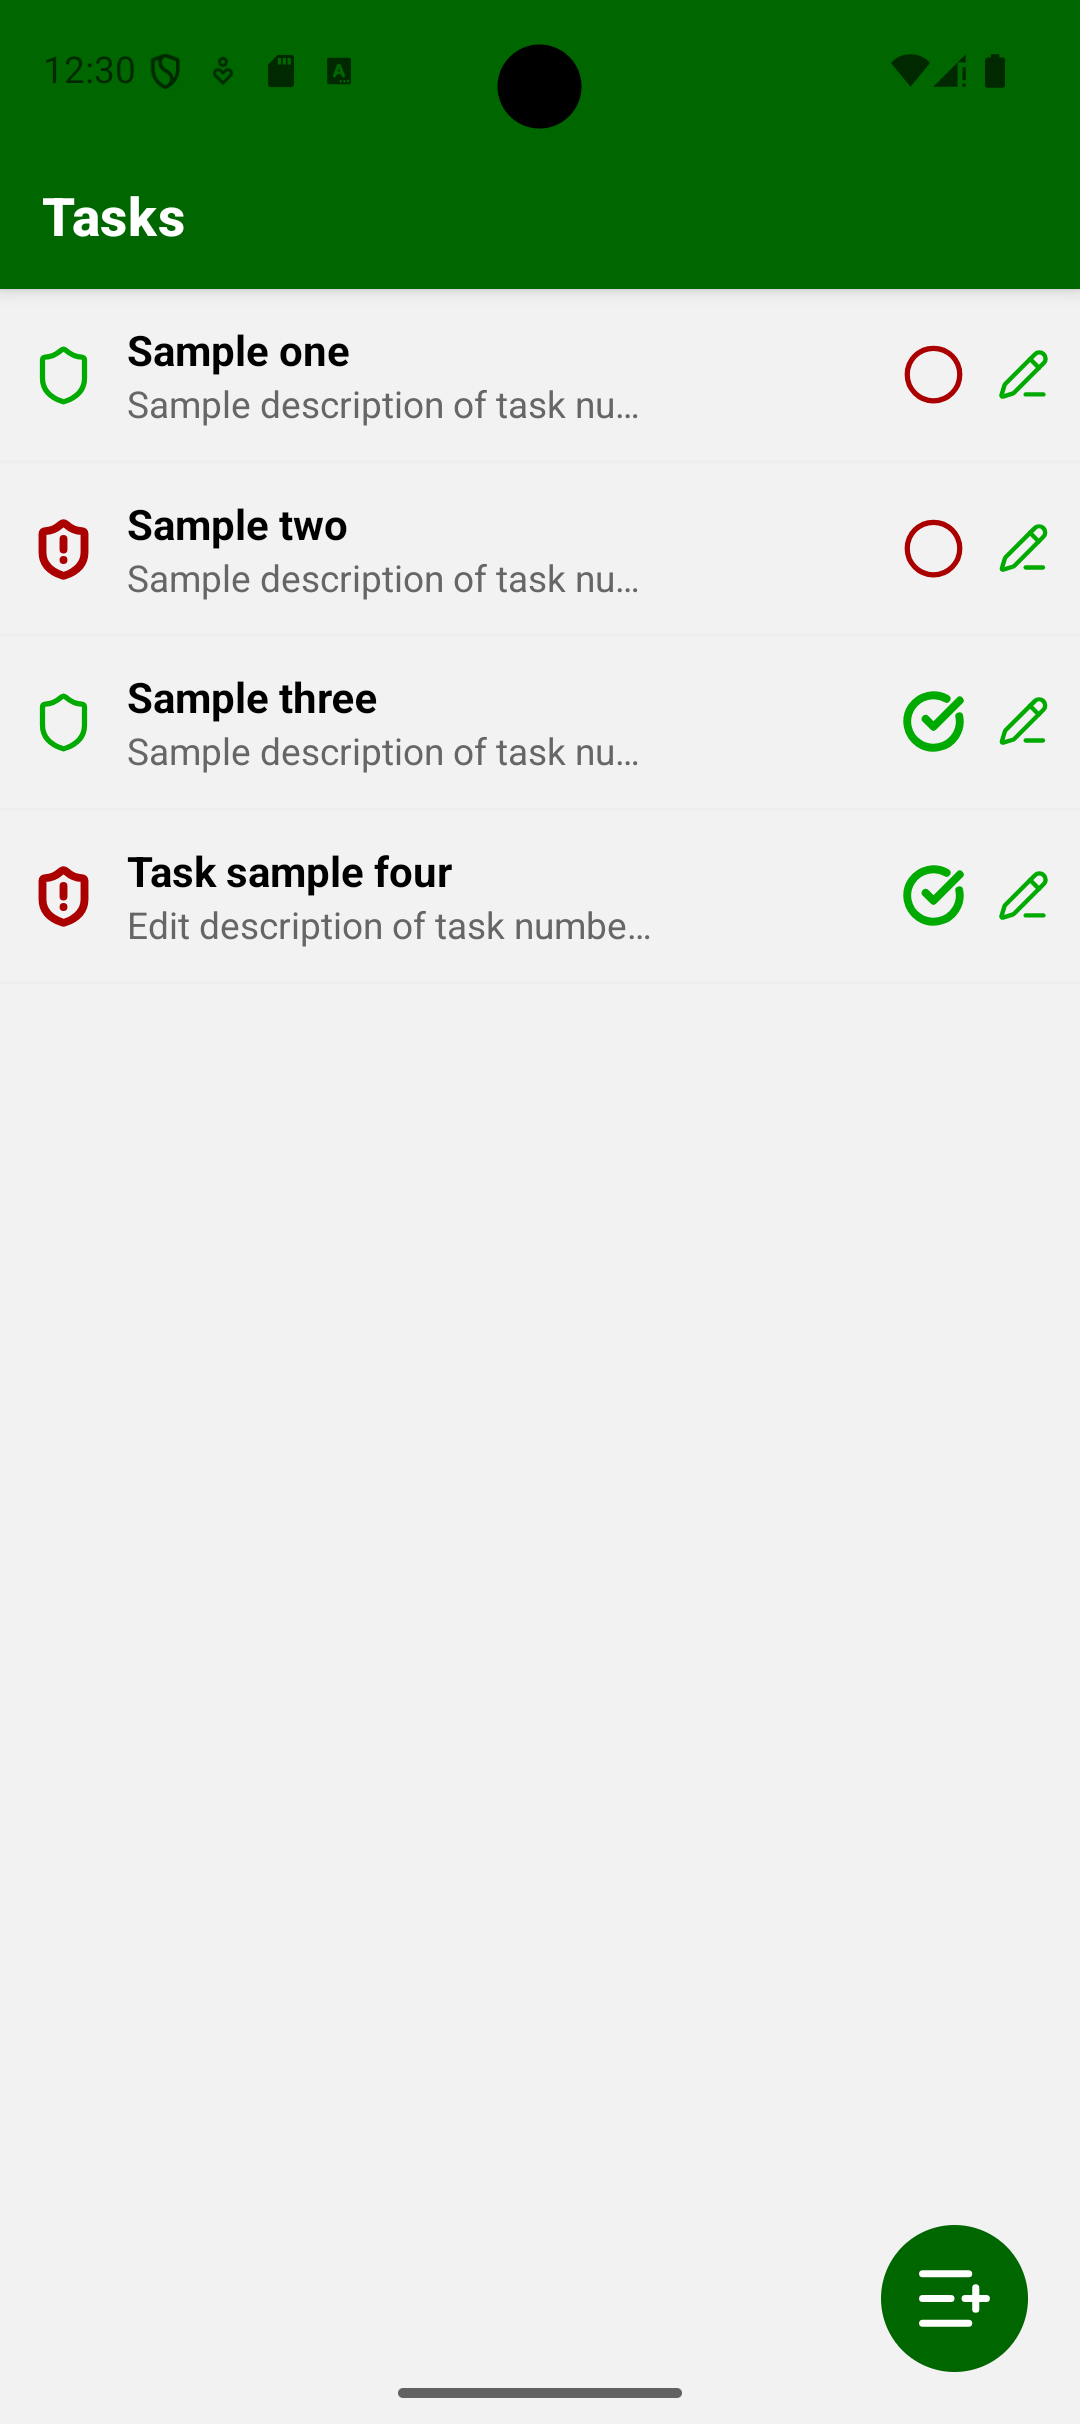 12:30
Tasks
Sample one
Sample description of task nu...
Sample two
Sample description of task nu...
Sample three
Sample description of task nu...
Task sample four
Edit description of task numbe...